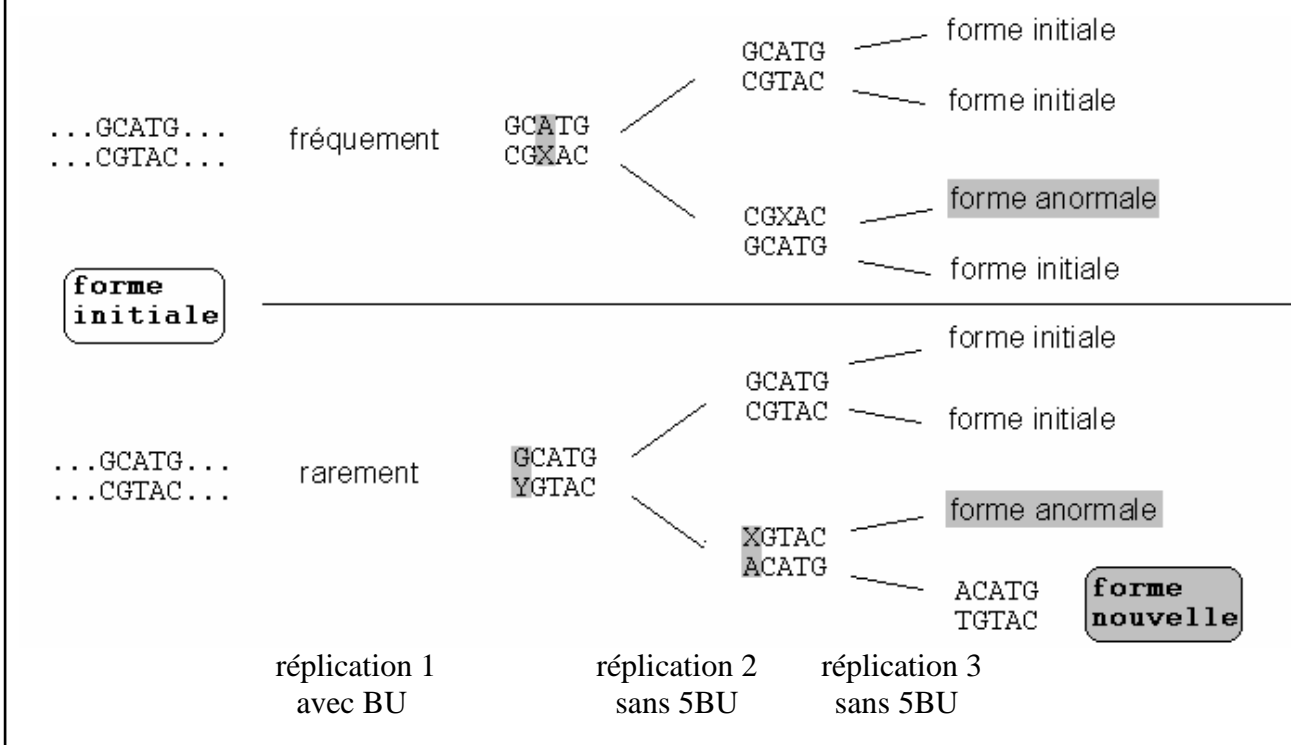 forme initiale
GCATG
CGTAC
forme initiale
...GCATG...
...CGTAC...
fréquement
GCATG
CGXAC
forme anormale
CGXAC
GCATG
forme initiale
forme
initiale
forme initiale
GCATG
CGTAC
forme initiale
...GCATG...
...CGTAC...
rarement
GCATG
YGTAC
forme anormale
XGTAC
ACATG
ACATG
TGTAC
forme
nouvelle
réplication 1
avec BU
réplication 2
sans 5BU
réplication 3
sans 5BU